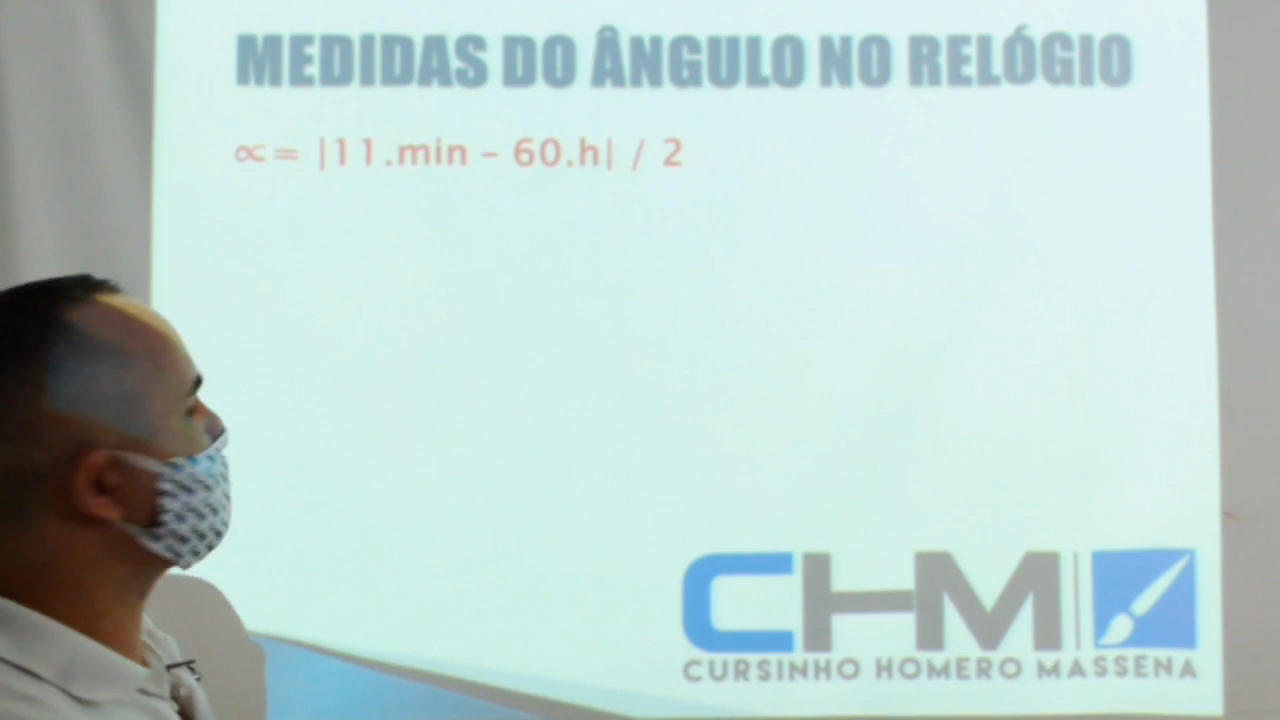 MEDIDAS DO ÂNGULO NO RELÓGIO
∝= |11.min – 60.h| / 2
CHM
CURSINHO HOMERO MASSENA